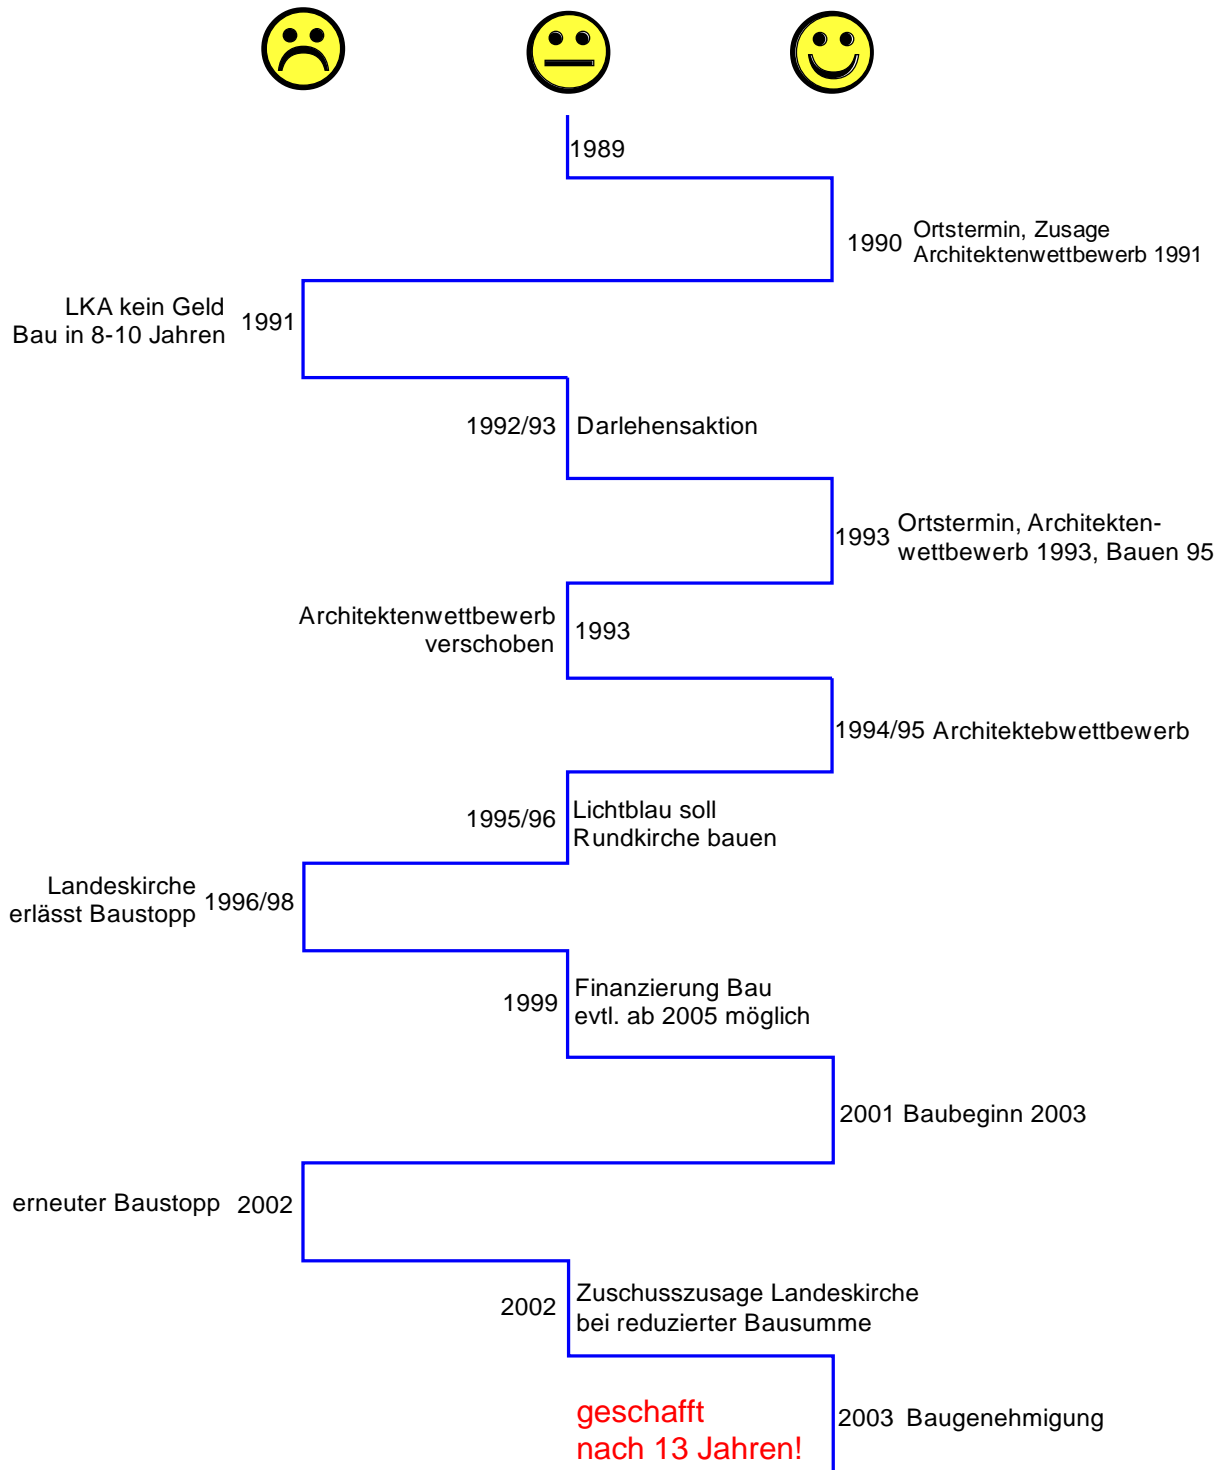 1989
1990 Ortstermin, Zusage
Architektenwettbewerb 1991
LKA kein Geld
Bau in 8-10 Jahren
1991
1992/93
Darlehensaktion
1993 Ortstermin, Architekten-
wettbewerb 1993, Bauen 95
Architektenwettbewerb
verschoben
1993
1994/95 Architektebwettbewerb
1995/96
Lichtblau soll
Rundkirche bauen
Landeskirche
erlässt Baustopp
1996/98
1999
Finanzierung Bau
evtl. ab 2005 möglich
2001 Baubeginn 2003
erneuter Baustopp 2002
2002
Zuschusszusage Landeskirche
bei reduzierter Bausumme
geschafft
nach 13 Jahren!
2003 Baugenehmigung